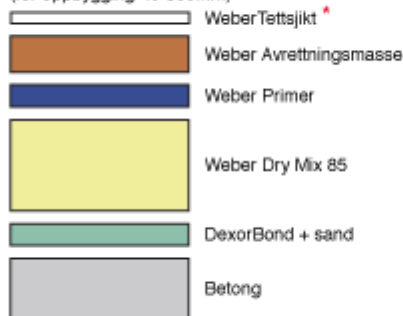 WeberTettsjikt *
Weber Avrettningsmasse
Weber Primer
Weber Dry Mix 85
DexorBond + sand
Betong